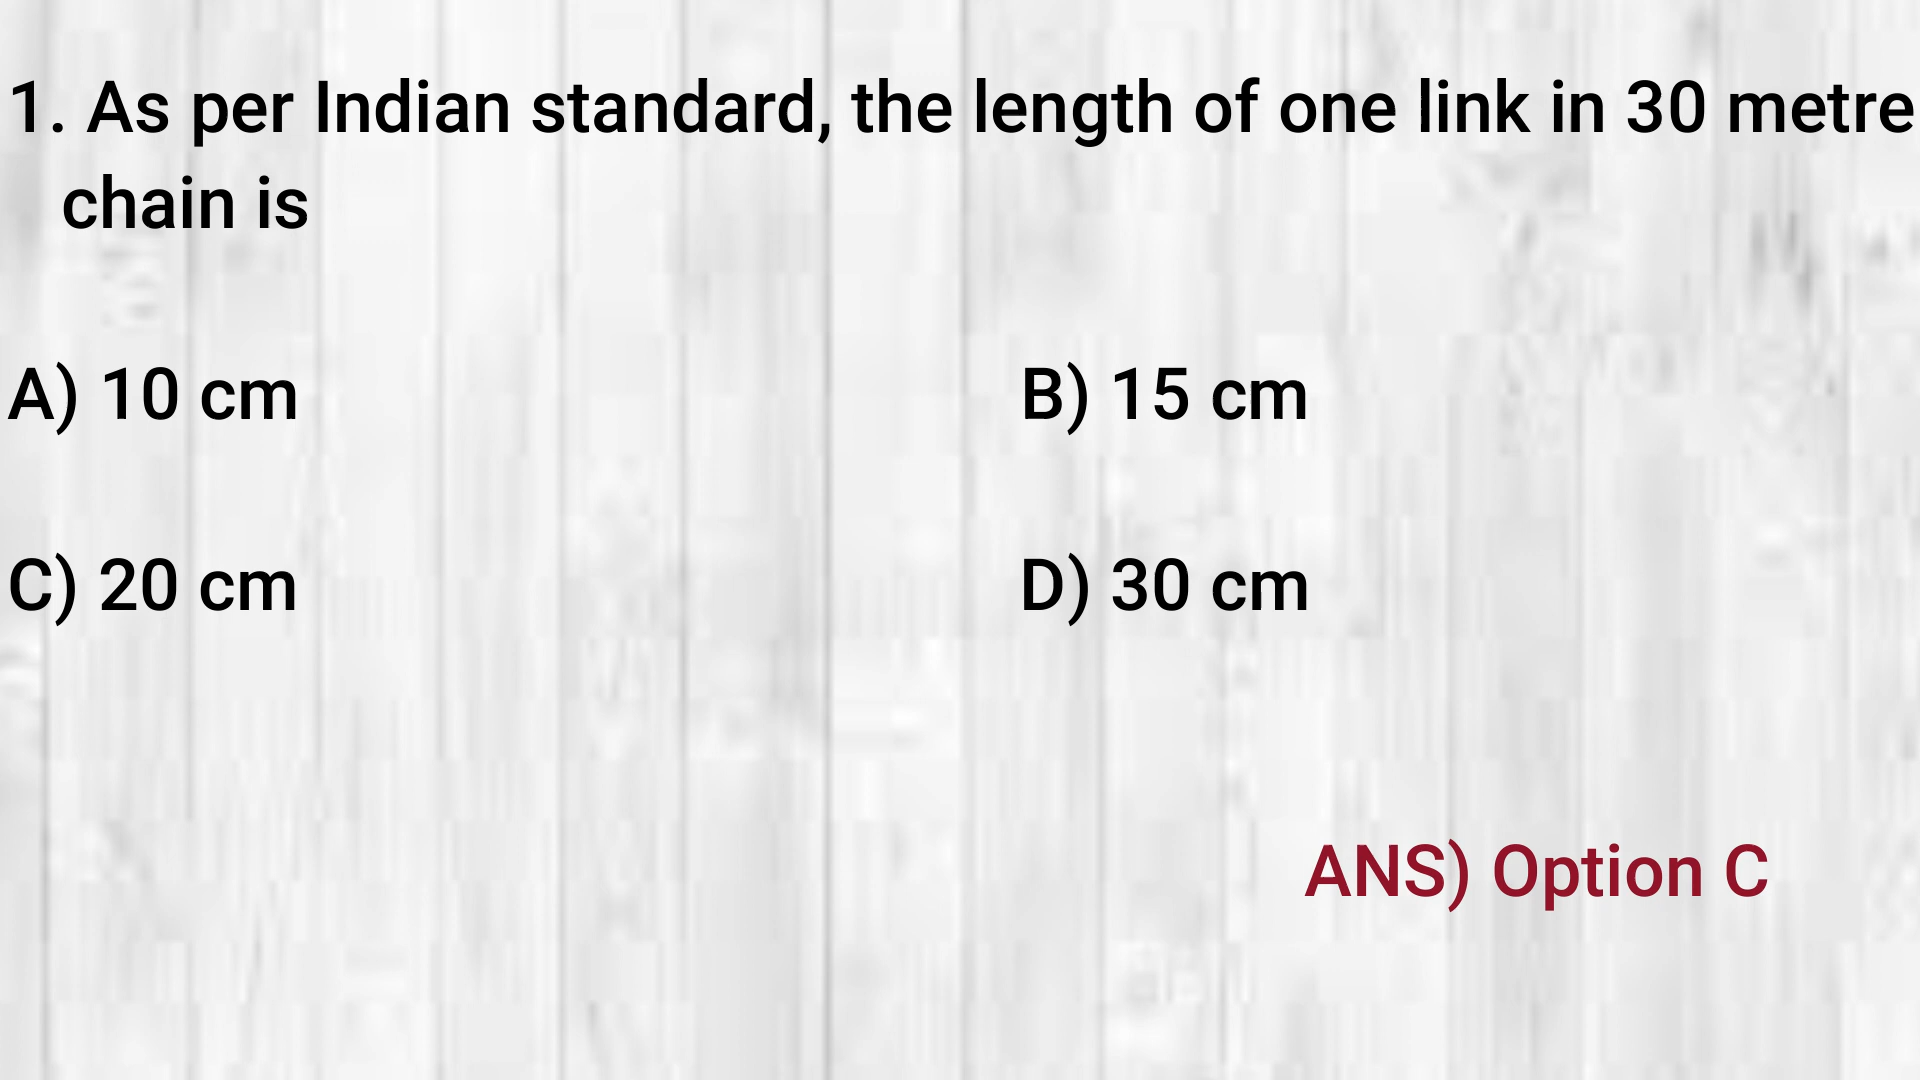 1. As per Indian standard, the length of one link in 30 metre
chain is
A) 10 cm B) 15 cm
C) 20 cm D) 30 cm
ANS) Option C